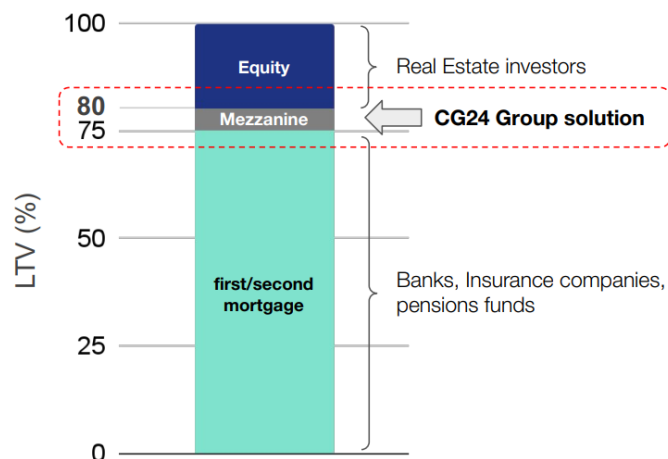 100
Equity
Real Estate investors
80
Mezzanine
CG24 Group solution
75
LTV (%)
50
first/second
mortgage
Banks, Insurance companies,
pensions funds
25
0